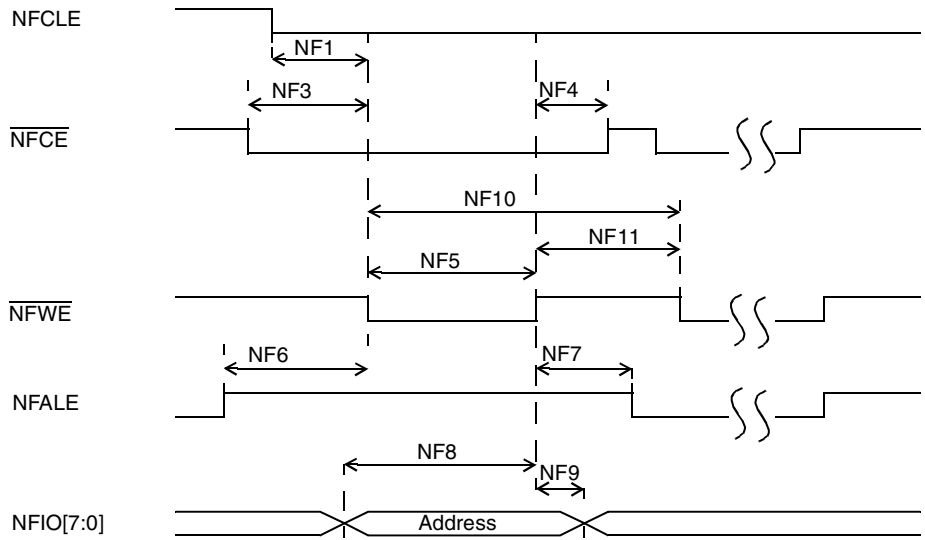 NFCLE
NF1
NF3
NF4
NFCE
NF10
NF11
NF5
NFWE
NF6
NF7
NFALE
NF8
NF9
NFIO[7:0]
Address